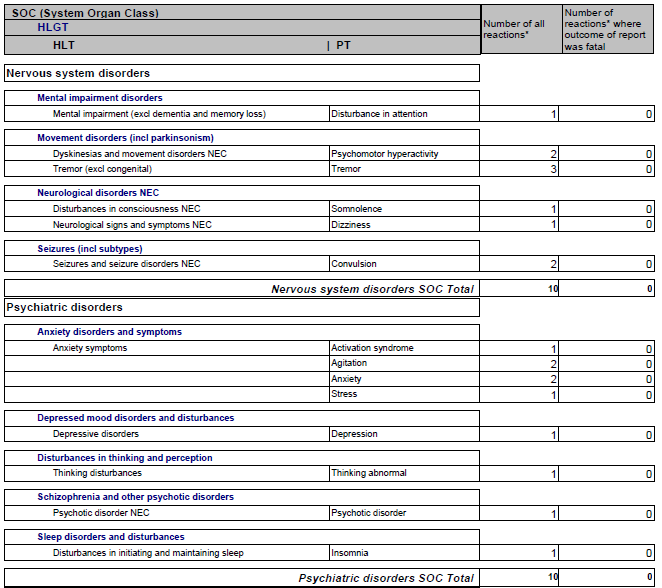 SOC (System Organ Class)
HLGT
HLT | PT
Number of all reactions*
Number of reactions* where outcome of report was fatal
Nervous system disorders
Mental impairment disorders
Mental impairment (excl dementia and memory loss) Disturbance in attention 1 0
Movement disorders (incl parkinsonism)
Dyskinesias and movement disorders NEC Psychomotor hyperactivity 2 0
Tremor (excl congenital) Tremor 3 0
Neurological disorders NEC
Disturbances in consciousness NEC Somnolence 1 0
Neurological signs and symptoms NEC Dizziness 1 0
Seizures (incl subtypes)
Seizures and seizure disorders NEC Convulsion 2 0
Nervous system disorders SOC Total 10 0
Psychiatric disorders
Anxiety disorders and symptoms
Anxiety symptoms Activation syndrome 1 0
Agitation 2 0
Anxiety 2 0
Stress 1 0
Depressed mood disorders and disturbances
Depressive disorders Depression 1 0
Disturbances in thinking and perception
Thinking disturbances Thinking abnormal 1 0
Schizophrenia and other psychotic disorders
Psychotic disorder NEC Psychotic disorder 1 0
Sleep disorders and disturbances
Disturbances in initiating and maintaining sleep Insomnia 1 0
Psychiatric disorders SOC Total 10 0